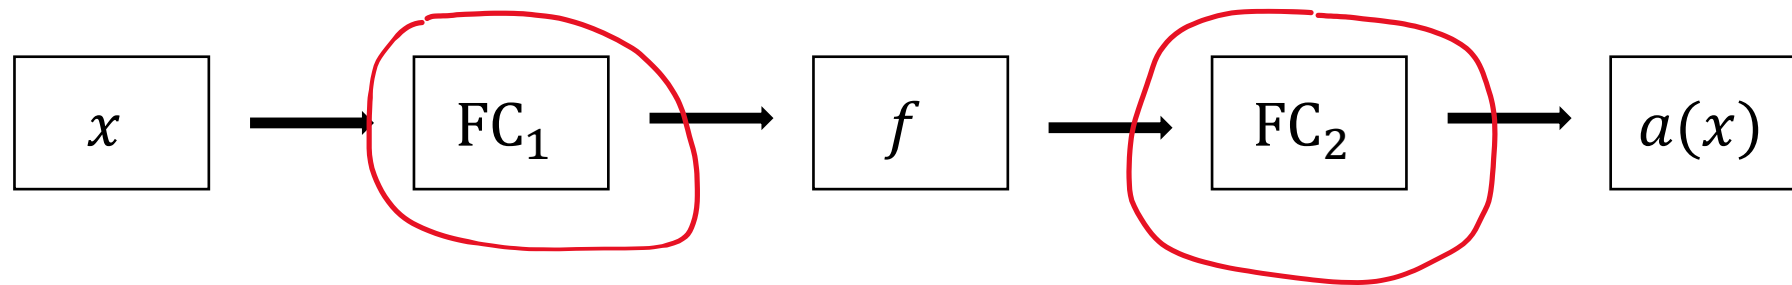 x FC₁ f FC₂ a(x)